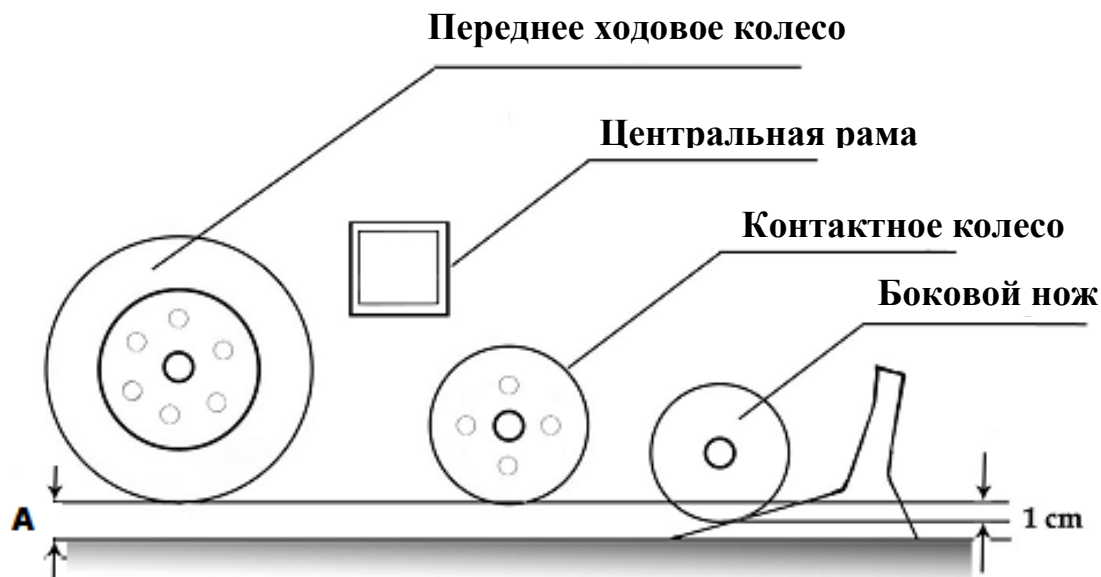 Переднее ходовое колесо
Центральная рама
Контактное колесо
Боковой нож
A
1 cm